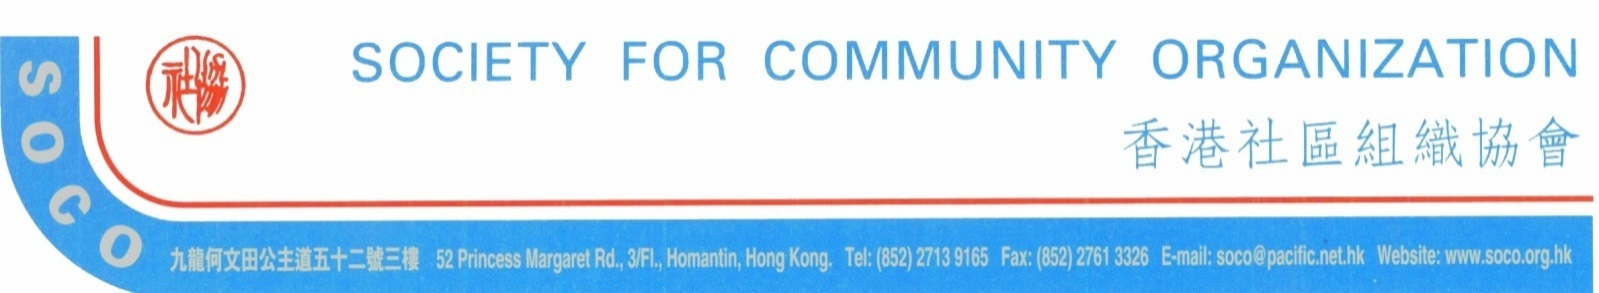 SOCO
社協
SOCIETY FOR COMMUNITY ORGANIZATION
香港社區組織協會
九龍何文田公主道五十二號三樓 52 Princess Margaret Rd., 3/Fl., Homantin, Hong Kong. Tel: (852) 2713 9165 Fax: (852) 2761 3326 E-mail: soco@pacific.net.hk Website: www.soco.org.hk